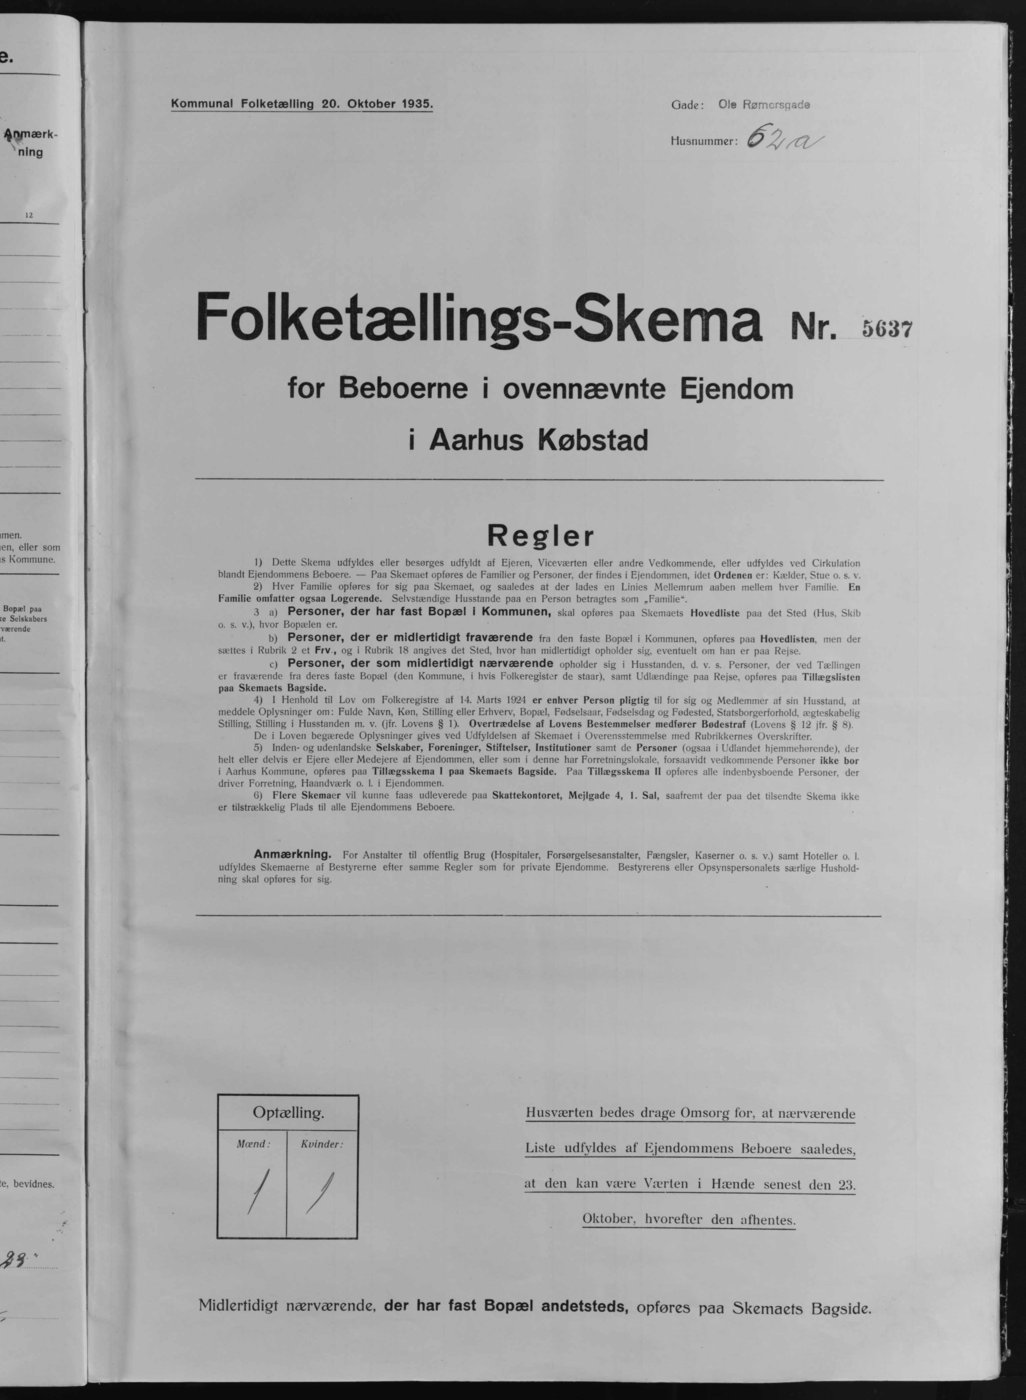 e.
Anmærk-
ning
12
men.
en, eller som
s Kommune.
Bopæl paa
re Selskabers
værende
t.
te, bevidnes.
23
Kommunal Folketælling 20. Oktober 1935.
Gade: Ole Rømersgade
Husnummer: 62 a
Folketællings-Skema Nr. 5637
for Beboerne i ovennævnte Ejendom
i Aarhus Købstad
Regler
1) Dette Skema udfyldes eller besørges udfyldt af Ejeren, Viceværten eller andre Vedkommende, eller udfyldes ved Cirkulation
blandt Ejendommens Beboere. — Paa Skemaet opføres de Familier og Personer, der findes i Ejendommen, idet Ordenen er: Kælder, Stue o. s. v.
2) Hver Familie opføres for sig paa Skemaet, og saaledes at der lades en Linies Mellemrum aaben mellem hver Familie. En
Familie omfatter ogsaa Logerende. Selvstændige Husstande paa en Person betragtes som „Familie“.
3 a) Personer, der har fast Bopæl i Kommunen, skal opføres paa Skemaets Hovedliste paa det Sted (Hus, Skib
o. s. v.), hvor Bopælen er.
b) Personer, der er midlertidigt fraværende fra den faste Bopæl i Kommunen, opføres paa Hovedlisten, men der
sættes i Rubrik 2 et Frv., og i Rubrik 18 angives det Sted, hvor han midlertidigt opholder sig, eventuelt om han er paa Rejse.
c) Personer, der som midlertidigt nærværende opholder sig i Husstanden, d. v. s. Personer, der ved Tællingen
er fraværende fra deres faste Bopæl (den Kommune, i hvis Folkeregister de staar), samt Udlændinge paa Rejse, opføres paa Tillægslisten
paa Skemaets Bagside.
4) I Henhold til Lov om Folkeregistre af 14. Marts 1924 er enhver Person pligtig til for sig og Medlemmer af sin Husstand, at
meddele Oplysninger om: Fulde Navn, Køn, Stilling eller Erhverv, Bopæl, Fødselsaar, Fødselsdag og Fødested, Statsborgerforhold, ægteskabelig
Stilling, Stilling i Husstanden m. v. (jfr. Lovens § 1). Overtrædelse af Lovens Bestemmelser medfører Bødestraf (Lovens § 12 jfr. § 8).
De i Loven begærede Oplysninger gives ved Udfyldelsen af Skemaet i Overensstemmelse med Rubrikkernes Overskrifter.
5) Inden- og udenlandske Selskaber, Foreninger, Stiftelser, Institutioner samt de Personer (ogsaa i Udlandet hjemmehørende), der
helt eller delvis er Ejere eller Medejere af Ejendommen, eller som i denne har Forretningslokale, forsaavidt vedkommende Personer ikke bor
i Aarhus Kommune, opføres paa Tillægsskema I paa Skemaets Bagside. Paa Tillægsskema II opføres alle indenbysboende Personer, der
driver Forretning, Haandværk o. l. i Ejendommen.
6) Flere Skemaer vil kunne faas udleverede paa Skattekontoret, Mejlgade 4, 1. Sal, saafremt der paa det tilsendte Skema ikke
er tilstrækkelig Plads til alle Ejendommens Beboere.
Anmærkning. For Anstalter til offentlig Brug (Hospitaler, Forsørgelsesanstalter, Fængsler, Kaserner o. s. v.) samt Hoteller o. l.
udfyldes Skemaerne af Bestyrerne efter samme Regler som for private Ejendomme. Bestyrerens eller Opsynspersonalets særlige Hushold-
ning skal opføres for sig.
Optælling.
Mænd: Kvinder:
1 1
Husværten bedes drage Omsorg for, at nærværende
Liste udfyldes af Ejendommens Beboere saaledes,
at den kan være Værten i Hænde senest den 23.
Oktober, hvorefter den afhentes.
Midlertidigt nærværende, der har fast Bopæl andetsteds, opføres paa Skemaets Bagside.